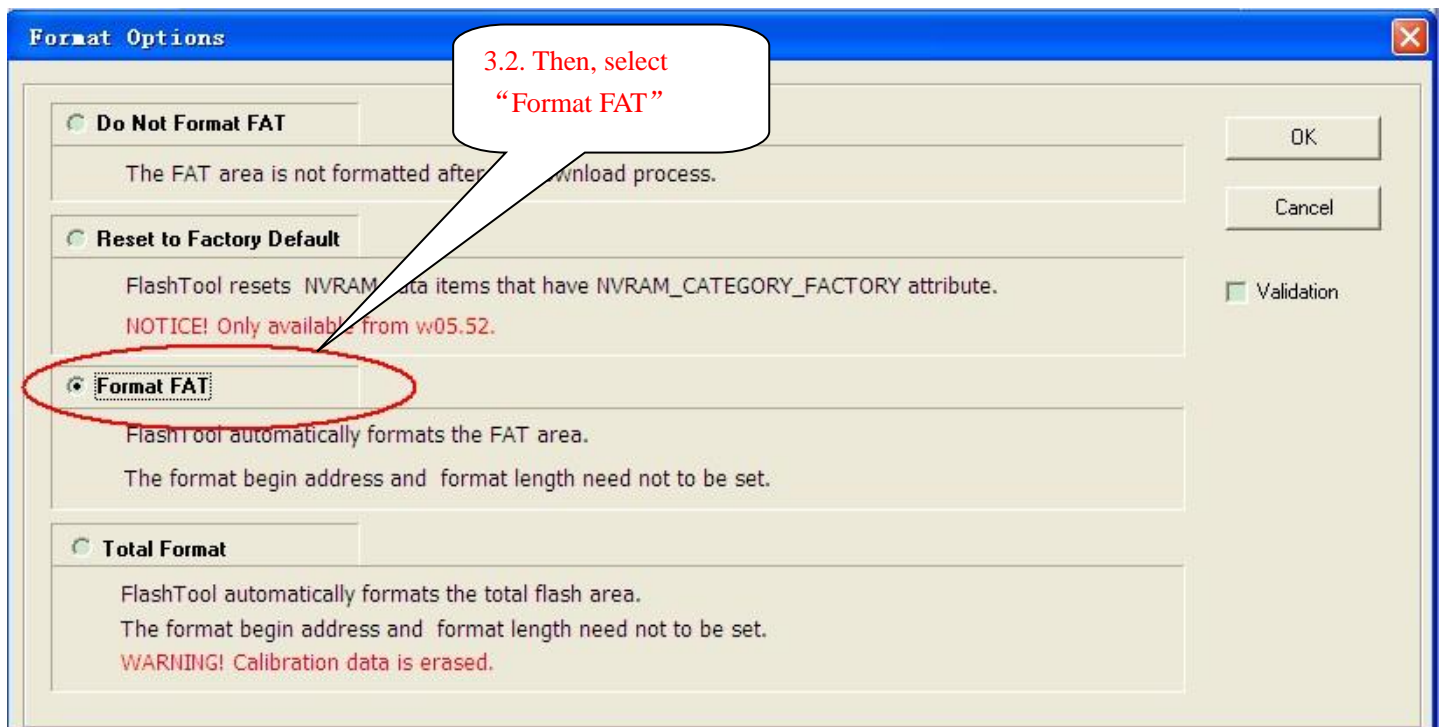 Format Options
3.2. Then, select
“Format FAT”
Do Not Format FAT
The FAT area is not formatted after wnload process.
Reset to Factory Default
FlashTool resets NVRAM ata items that have NVRAM_CATEGORY_FACTORY attribute.
NOTICE! Only available from w05.52.
Format FAT
FlashTool automatically formats the FAT area.
The format begin address and format length need not to be set.
Total Format
FlashTool automatically formats the total flash area.
The format begin address and format length need not to be set.
WARNING! Calibration data is erased.
OK
Cancel
Validation